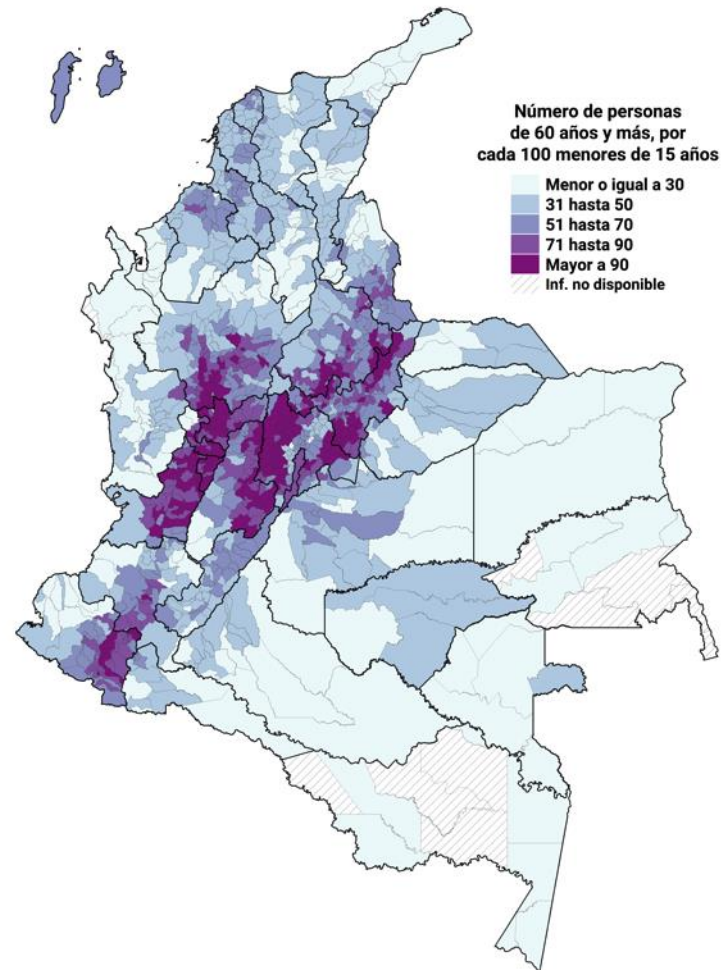 Número de personas
de 60 años y más, por
cada 100 menores de 15 años
Menor o igual a 30
31 hasta 50
51 hasta 70
71 hasta 90
Mayor a 90
Inf. no disponible